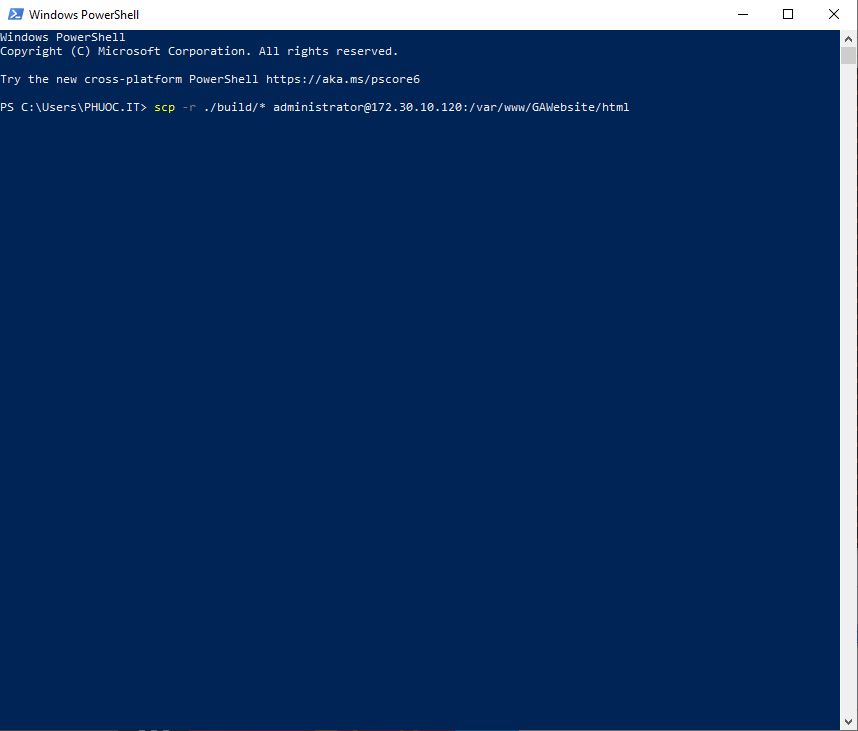 Windows PowerShell
Windows PowerShell
Copyright (C) Microsoft Corporation. All rights reserved.
Try the new cross-platform PowerShell https://aka.ms/pscore6
PS C:\Users\PHUOC.IT> scp -r ./build/* administrator@172.30.10.120:/var/www/GAWebsite/html